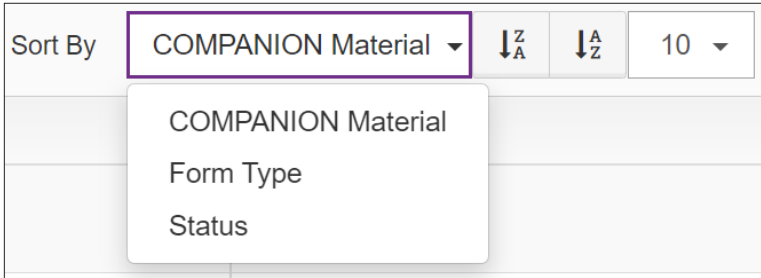 Sort By COMPANION Material Z A A Z 10
COMPANION Material
Form Type
Status